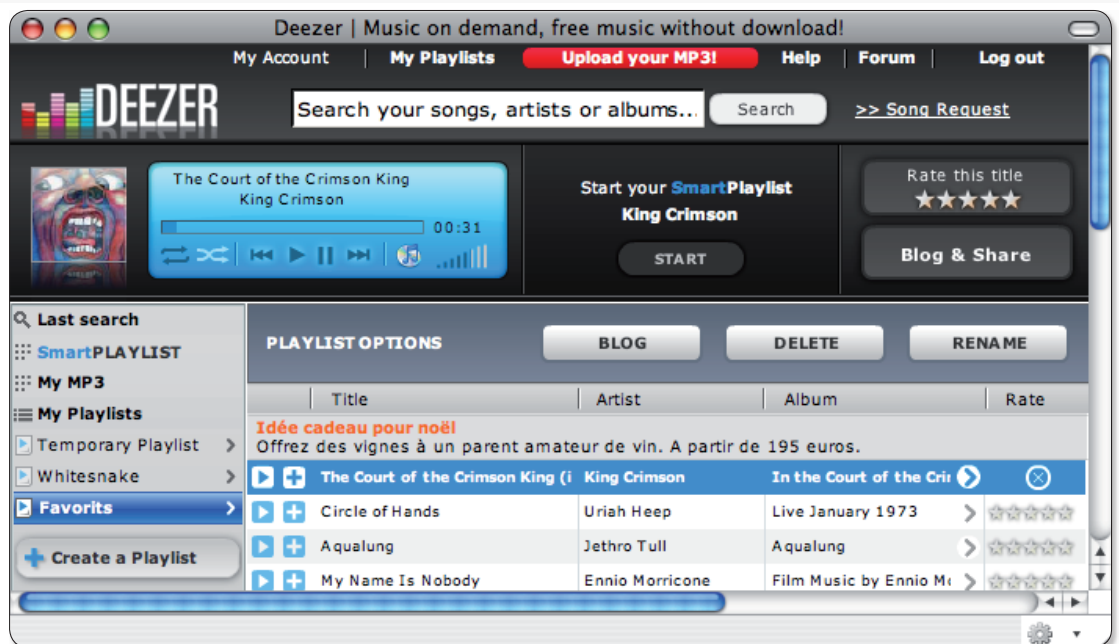 Deezer | Music on demand, free music without download!
My Account My Playlists Upload your MP3! Help Forum Log out
DEEZER
Search your songs, artists or albums... Search >> Song Request
The Court of the Crimson King
King Crimson
00:31
Start your SmartPlaylist
King Crimson
START
Rate this title
Blog & Share
Last search
SmartPLAYLIST
My MP3
My Playlists
Temporary Playlist
Whitesnake
Favorits
Create a Playlist
PLAYLIST OPTIONS BLOG DELETE RENAME
Title Artist Album Rate
Idée cadeau pour noël
Offrez des vignes à un parent amateur de vin. A partir de 195 euros.
The Court of the Crimson King (i King Crimson In the Court of the Crir
Circle of Hands Uriah Heep Live January 1973
Aqualung Jethro Tull Aqualung
My Name Is Nobody Ennio Morricone Film Music by Ennio Mo